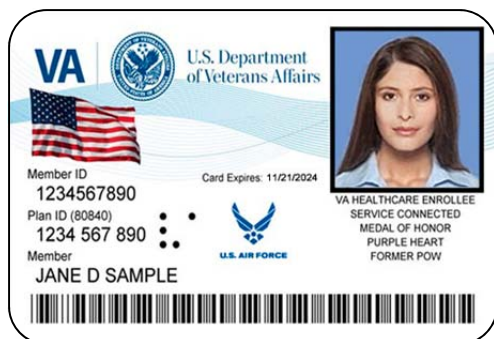 VA
U.S. Department
of Veterans Affairs
Member ID
1234567890
Card Expires: 11/21/2024
Plan ID (80840)
1234 567 890
U.S. AIR FORCE
Member
JANE D SAMPLE
VA HEALTHCARE ENROLLEE
SERVICE CONNECTED
MEDAL OF HONOR
PURPLE HEART
FORMER POW